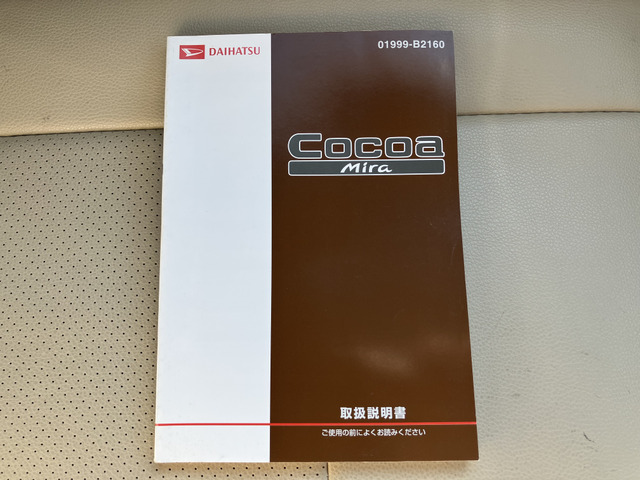 DAIHATSU
01999-B2160
Cocoa
Mira
取扱説明書
ご使用の前によくお読みください